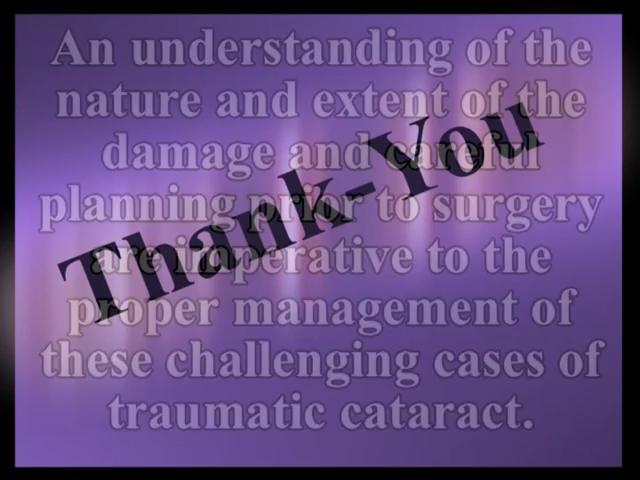 An understanding of the
nature and extent of the
damage and careful
planning prior to surgery
are imperative to the
proper management of
these challenging cases of
traumatic cataract.
Thank-You